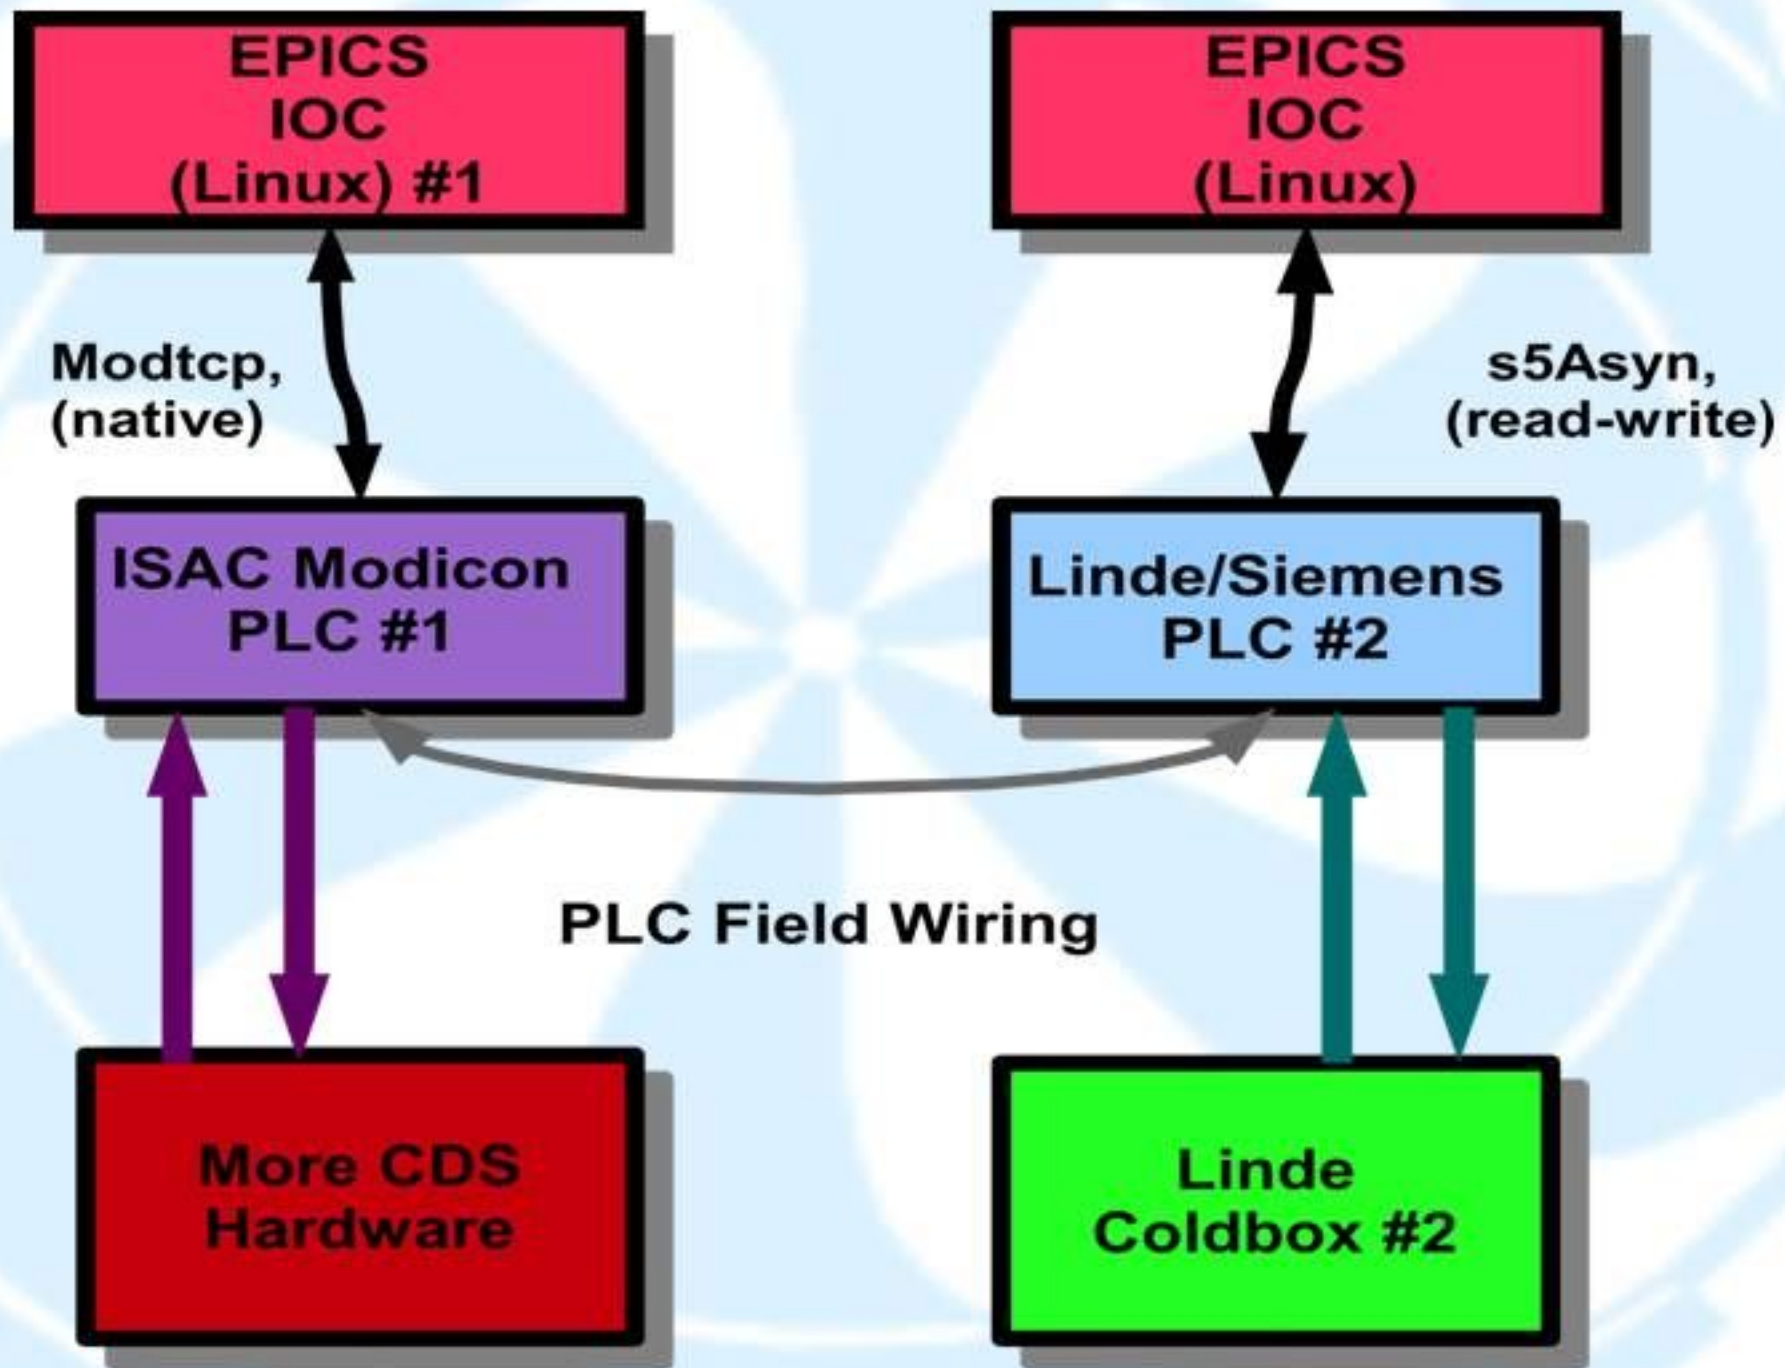 EPICS
IOC
(Linux) #1
EPICS
IOC
(Linux)
Modtcp,
(native)
s5Asyn,
(read-write)
ISAC Modicon
PLC #1
Linde/Siemens
PLC #2
PLC Field Wiring
More CDS
Hardware
Linde
Coldbox #2